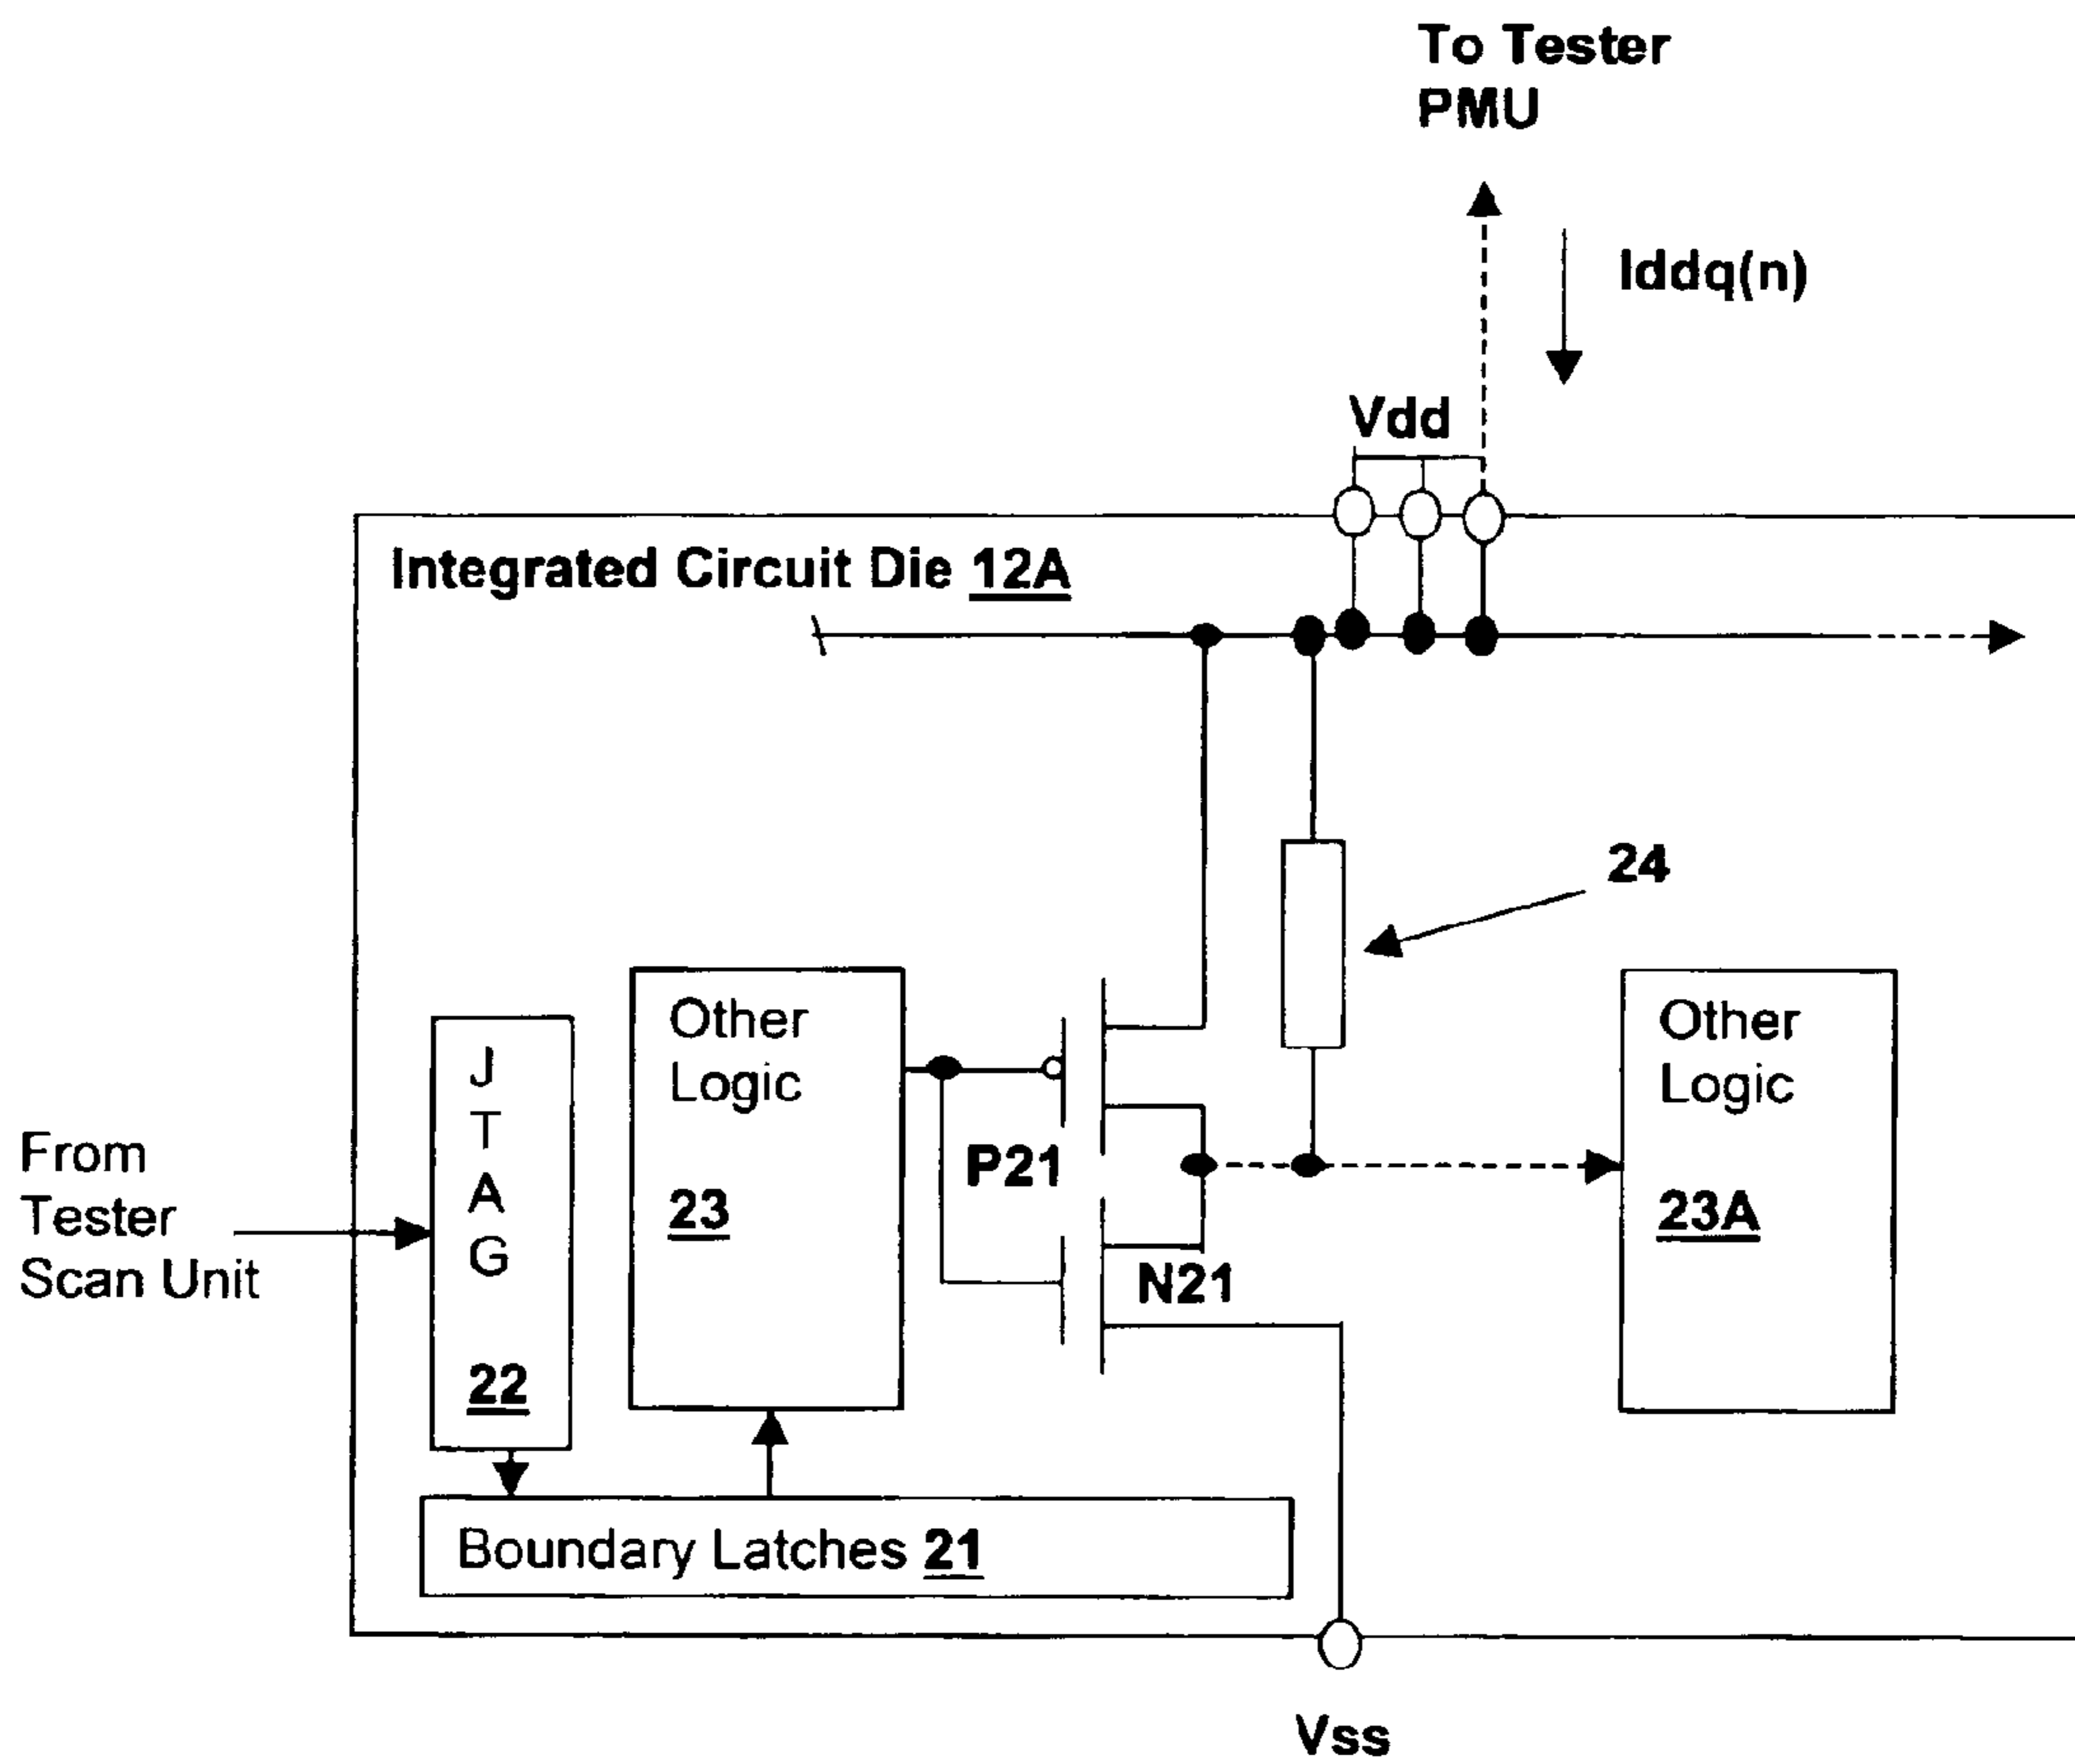 To Tester
PMU
Iddq(n)
Vdd
Integrated Circuit Die 12A
24
Other
Logic
23
Other
Logic
23A
J
T
A
G
22
P21
N21
From
Tester
Scan Unit
Boundary Latches 21
Vss